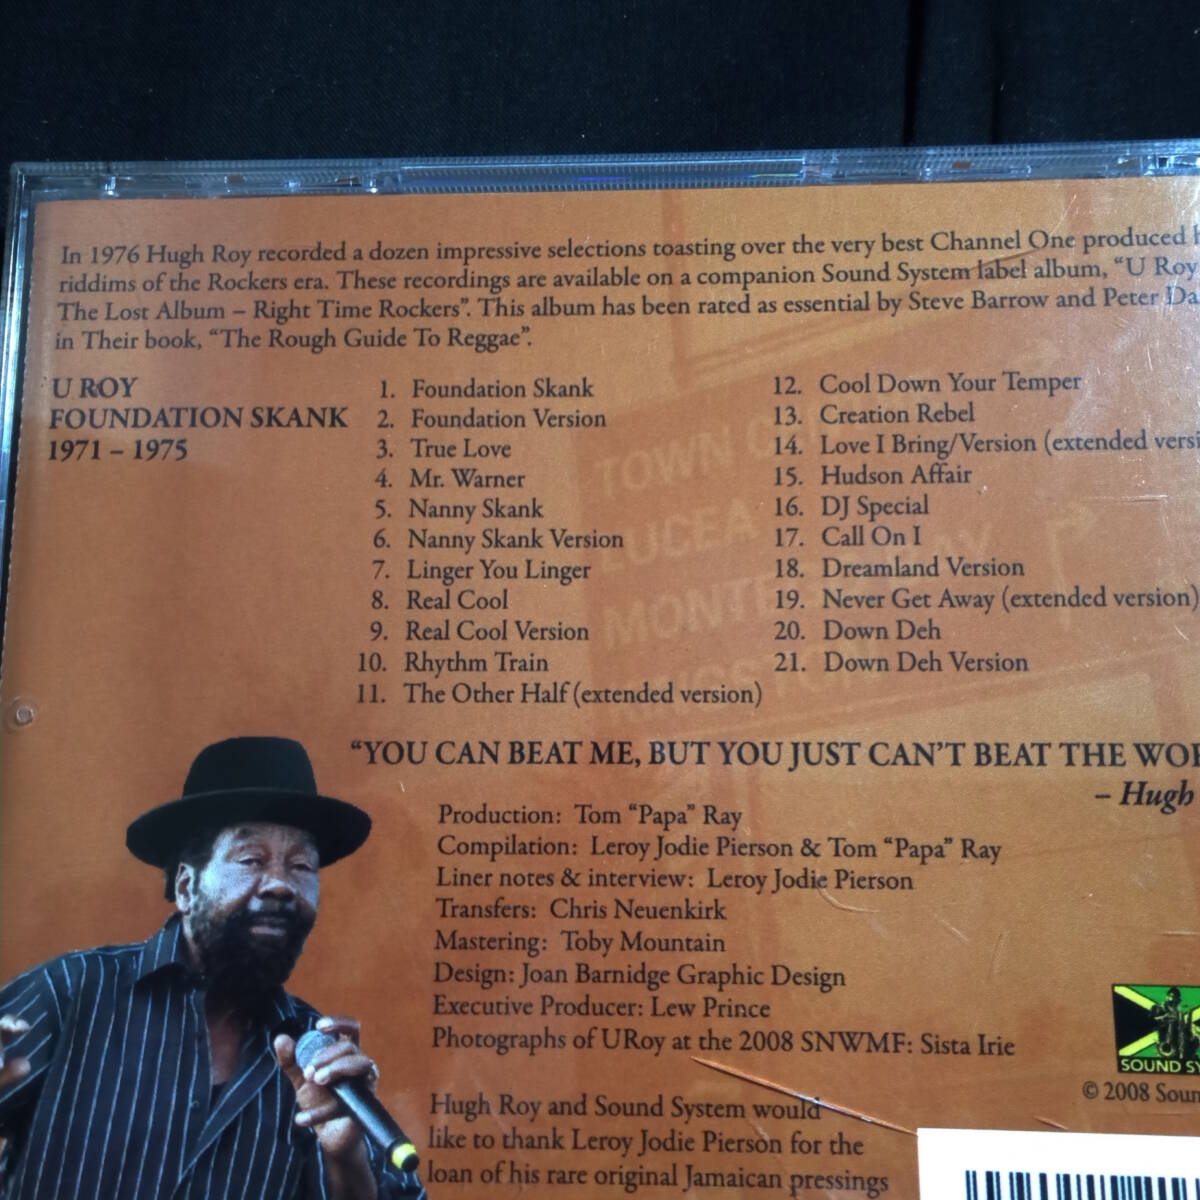 In 1976 Hugh Roy recorded a dozen impressive selections toasting over the very best Channel One produced
riddims of the Rockers era. These recordings are available on a companion Sound System label album, “U Roy
The Lost Album – Right Time Rockers”. This album has been rated as essential by Steve Barrow and Peter
in Their book, “The Rough Guide To Reggae”.
U ROY
FOUNDATION SKANK
1971 – 1975
1. Foundation Skank
2. Foundation Version
3. True Love
4. Mr. Warner
5. Nanny Skank
6. Nanny Skank Version
7. Linger You Linger
8. Real Cool
9. Real Cool Version
10. Rhythm Train
11. The Other Half (extended version)
12. Cool Down Your Temper
13. Creation Rebel
14. Love I Bring/Version (extended versi
15. Hudson Affair
16. DJ Special
17. Call On I
18. Dreamland Version
19. Never Get Away (extended version)
20. Down Deh
21. Down Deh Version
TOWN
LUCEA
“YOU CAN BEAT ME, BUT YOU JUST CAN’T BEAT THE
– Hugh
Production: Tom “Papa” Ray
Compilation: Leroy Jodie Pierson & Tom “Papa” Ray
Liner notes & interview: Leroy Jodie Pierson
Transfers: Chris Neuenkirk
Mastering: Toby Mountain
Design: Joan Barnidge Graphic Design
Executive Producer: Lew Prince
Photographs of URoy at the 2008 SNWMF: Sista Irie
SOUND SY
© 2008 Soun
Hugh Roy and Sound System would
like to thank Leroy Jodie Pierson for the
loan of his rare original Jamaican pressings